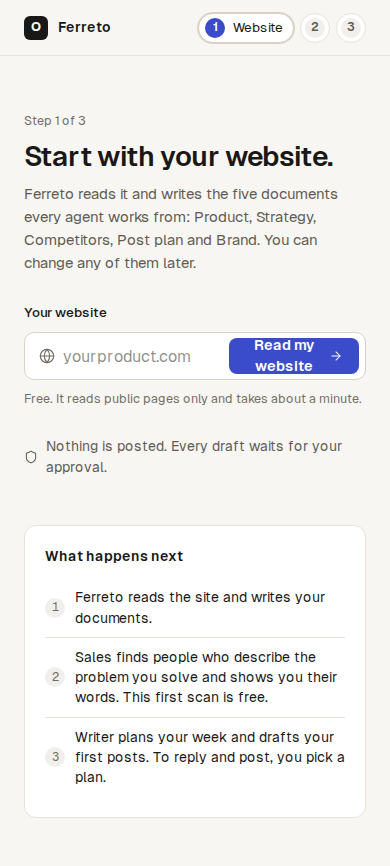 O Ferreto 1 Website 2 3
Step 1 of 3
Start with your website.
Ferreto reads it and writes the five documents
every agent works from: Product, Strategy,
Competitors, Post plan and Brand. You can
change any of them later.
Your website
yourproduct.com
Read my
website
Free. It reads public pages only and takes about a minute.
Nothing is posted. Every draft waits for your
approval.
What happens next
1 Ferreto reads the site and writes your
documents.
2 Sales finds people who describe the
problem you solve and shows you their
words. This first scan is free.
3 Writer plans your week and drafts your
first posts. To reply and post, you pick a
plan.